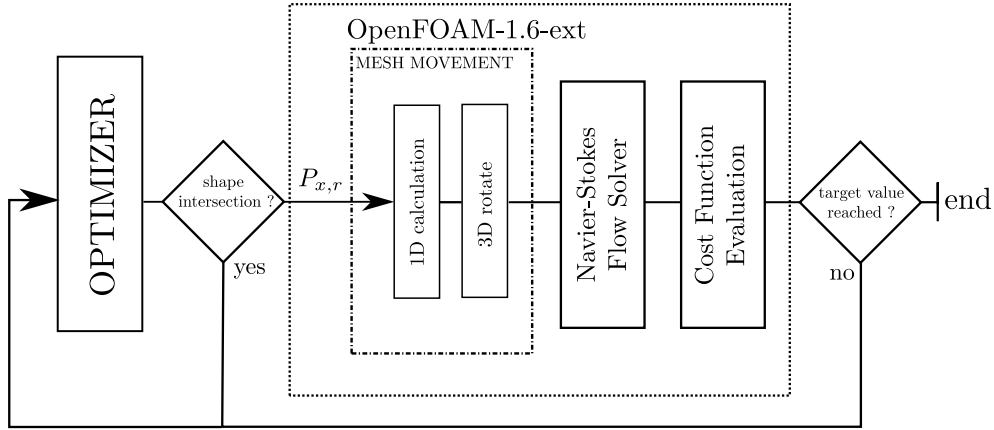 OpenFOAM-1.6-ext
MESH MOVEMENT
OPTIMIZER
shape
intersection ?
yes
P_{x,r}
1D calculation
3D rotate
Navier-Stokes
Flow Solver
Cost Function
Evaluation
target value
reached ?
no
end